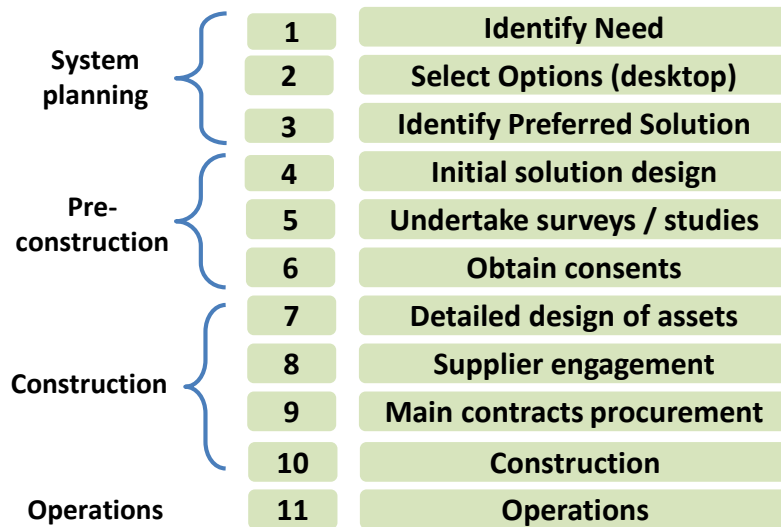 System
planning
1 Identify Need
2 Select Options (desktop)
3 Identify Preferred Solution
Pre-
construction
4 Initial solution design
5 Undertake surveys / studies
6 Obtain consents
Construction
7 Detailed design of assets
8 Supplier engagement
9 Main contracts procurement
10 Construction
Operations
11 Operations